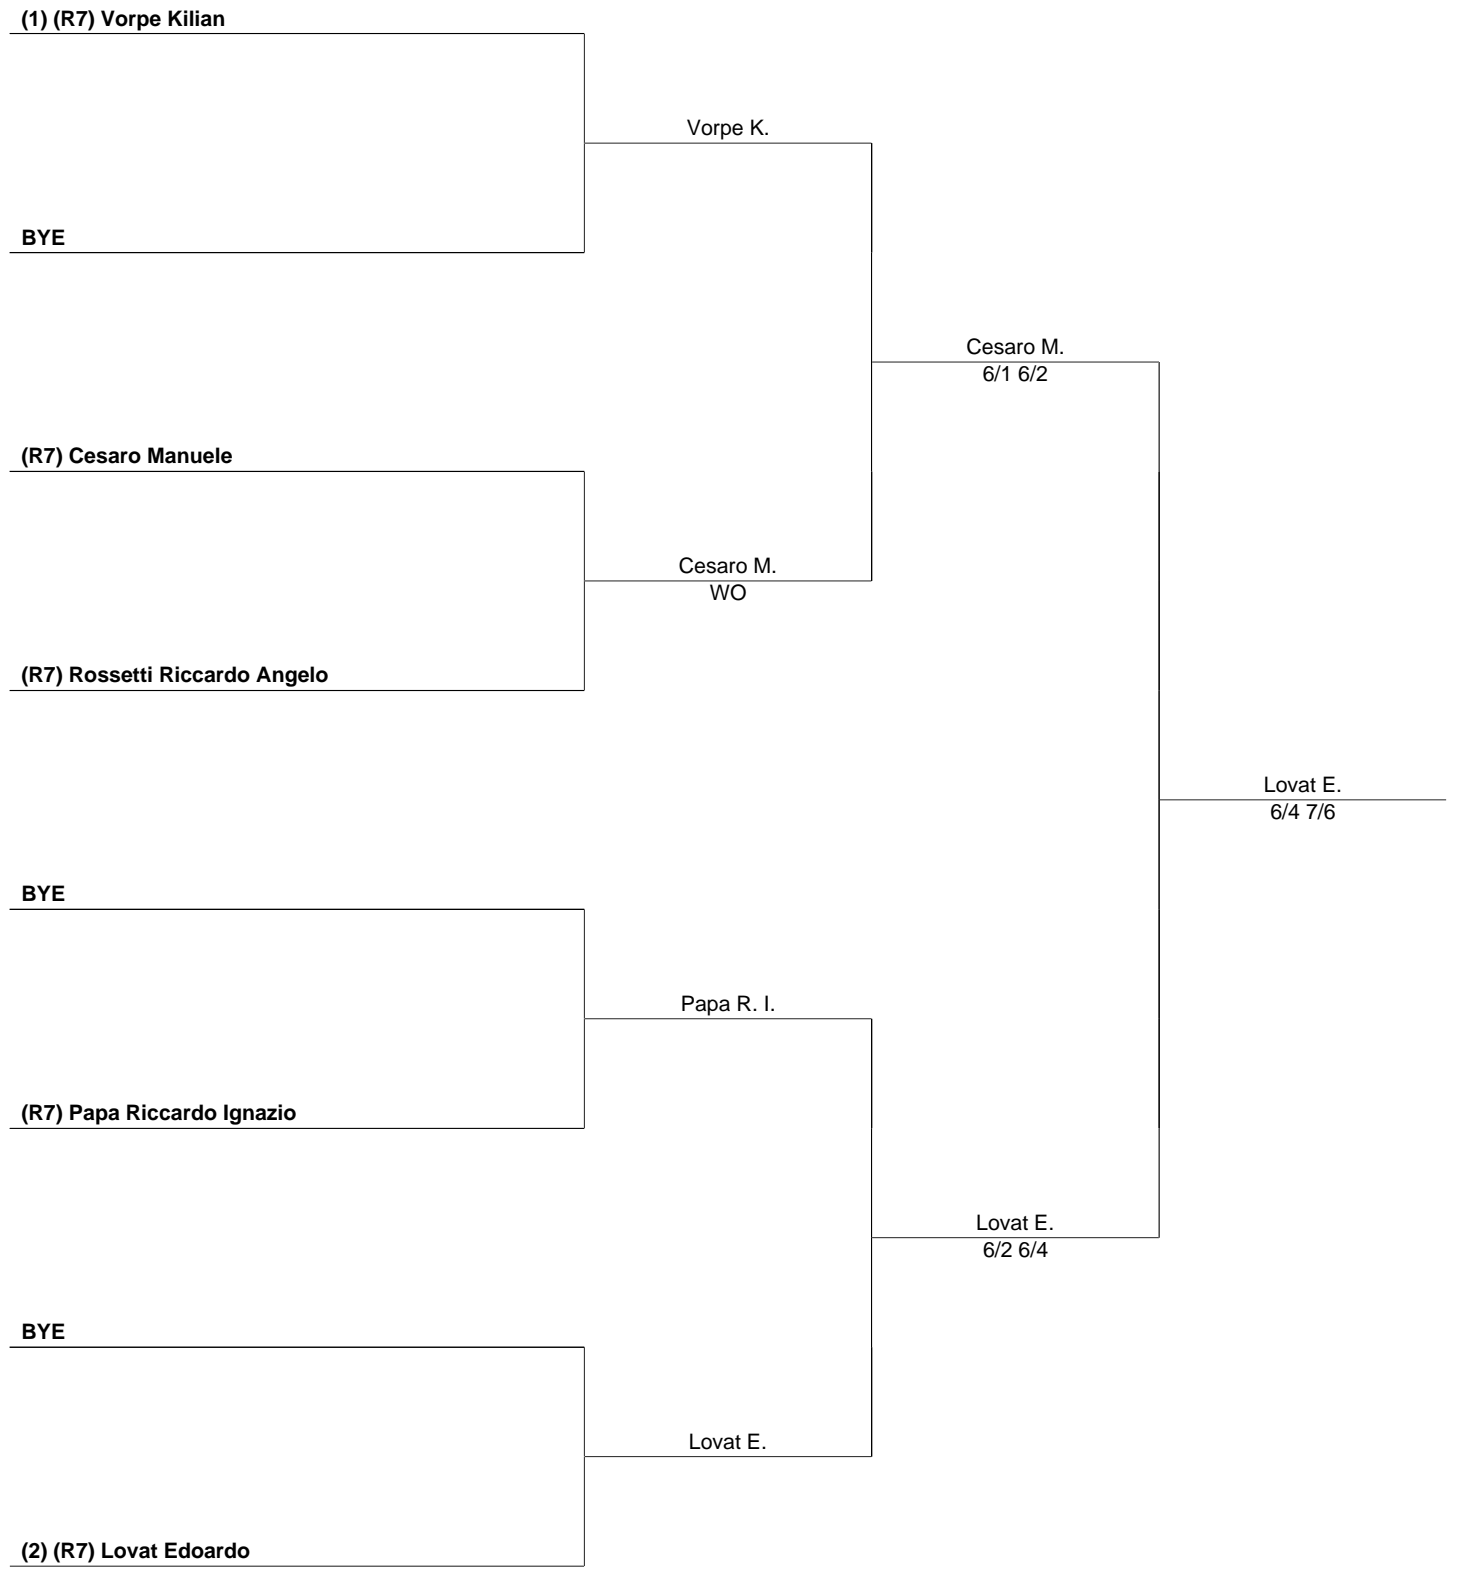 (1) (R7) Vorpe Kilian
Vorpe K.
BYE
Cesaro M.
6/1 6/2
(R7) Cesaro Manuele
Cesaro M.
WO
(R7) Rossetti Riccardo Angelo
Lovat E.
6/4 7/6
BYE
Papa R. I.
(R7) Papa Riccardo Ignazio
Lovat E.
6/2 6/4
BYE
Lovat E.
(2) (R7) Lovat Edoardo